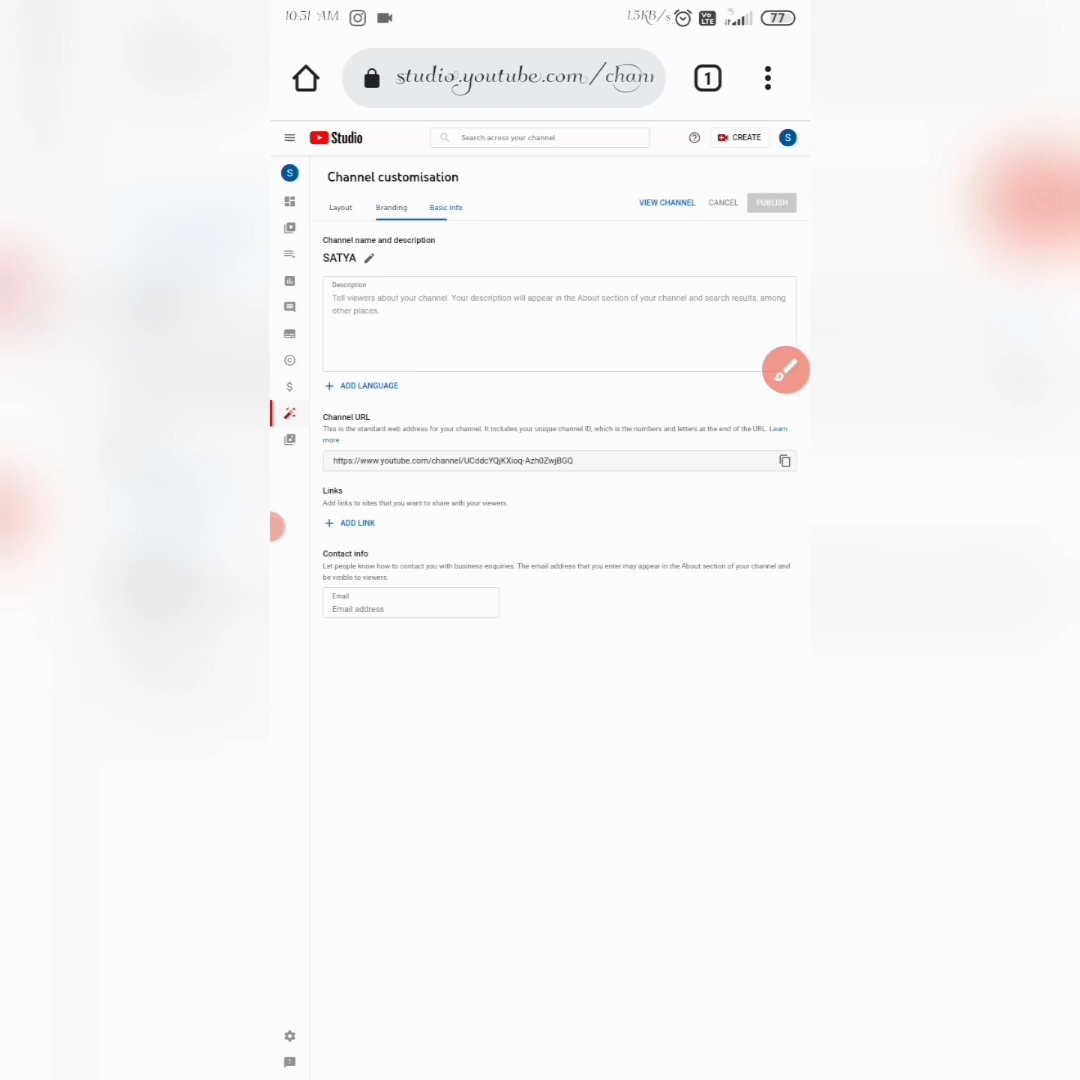 10:51 AM 1.5KB/s Vo LTE 4G 77
studio.youtube.com/chan
1
Studio
Search across your channel
CREATE
S
S
Channel customisation
Layout Branding Basic info
VIEW CHANNEL CANCEL PUBLISH
Channel name and description
SATYA
Description
Tell viewers about your channel. Your description will appear in the About section of your channel and search results, among
other places.
ADD LANGUAGE
Channel URL
This is the standard web address for your channel. It includes your unique channel ID, which is the numbers and letters at the end of the URL. Learn
more
https://www.youtube.com/channel/UCddcYQjKXioq-Azh0ZwjBGQ
Links
Add links to sites that you want to share with your viewers.
ADD LINK
Contact info
Let people know how to contact you with business enquiries. The email address that you enter may appear in the About section of your channel and
be visible to viewers.
Email
Email address